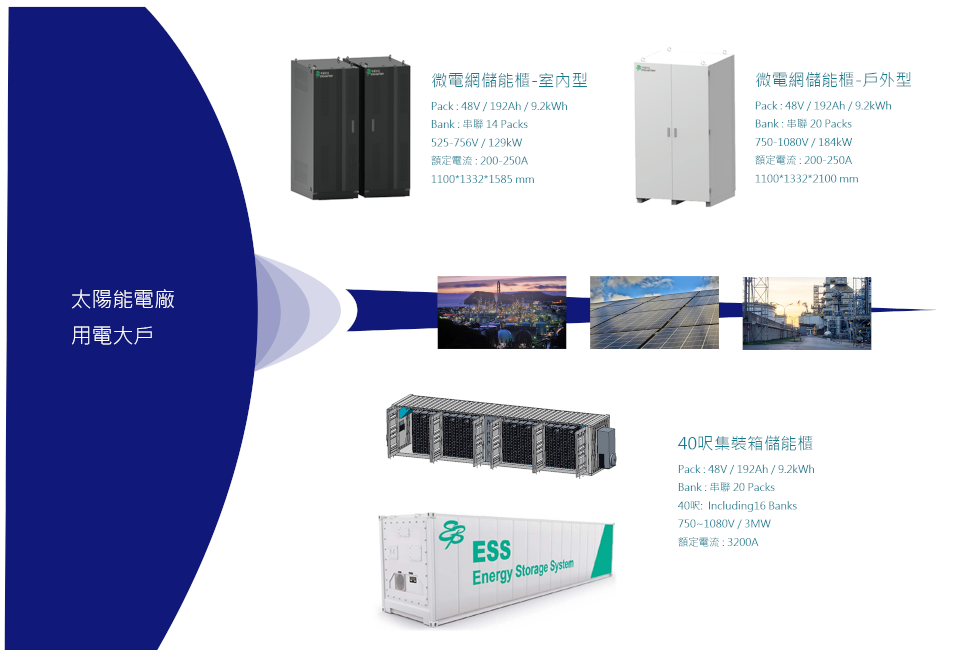 太陽能電廠
用電大戶
微電網儲能櫃-室內型
Pack : 48V / 192Ah / 9.2kWh
Bank : 串聯 14 Packs
525-756V / 129kW
額定電流 : 200-250A
1100*1332*1585 mm
微電網儲能櫃-戶外型
Pack : 48V / 192Ah / 9.2kWh
Bank : 串聯 20 Packs
750-1080V / 184kW
額定電流 : 200-250A
1100*1332*2100 mm
40呎集裝箱儲能櫃
Pack : 48V / 192Ah / 9.2kWh
Bank : 串聯 20 Packs
40呎: Including16 Banks
750~1080V / 3MW
額定電流 : 3200A
ESS
Energy Storage System